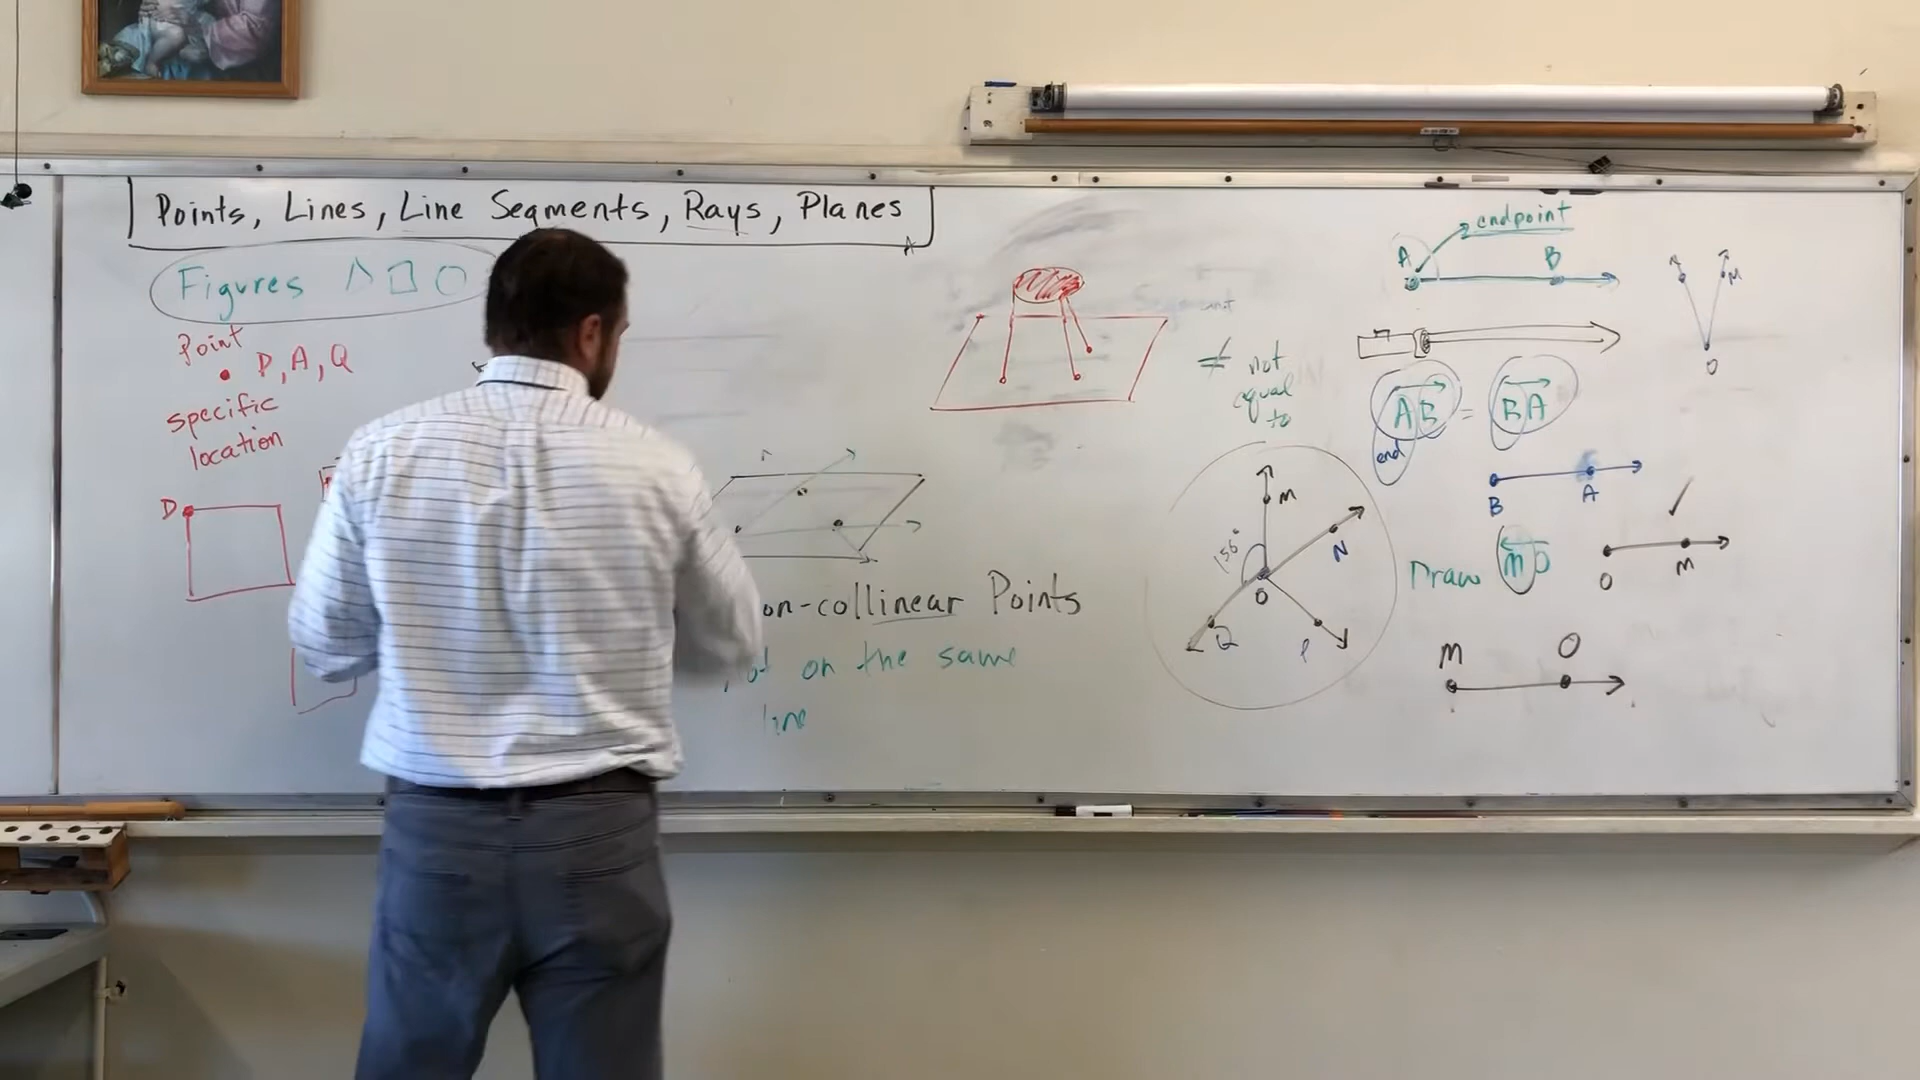 Points, Lines, Line Segments, Rays, Planes
Figures
Point
P, A, Q
specific
location
D
on-collinear Points
on the same
line
≠ not
equal
to
endpoint
A B
AB = BA
end
B A
Draw MO
O M
M O
M
N
156°
O
Q P
M
O